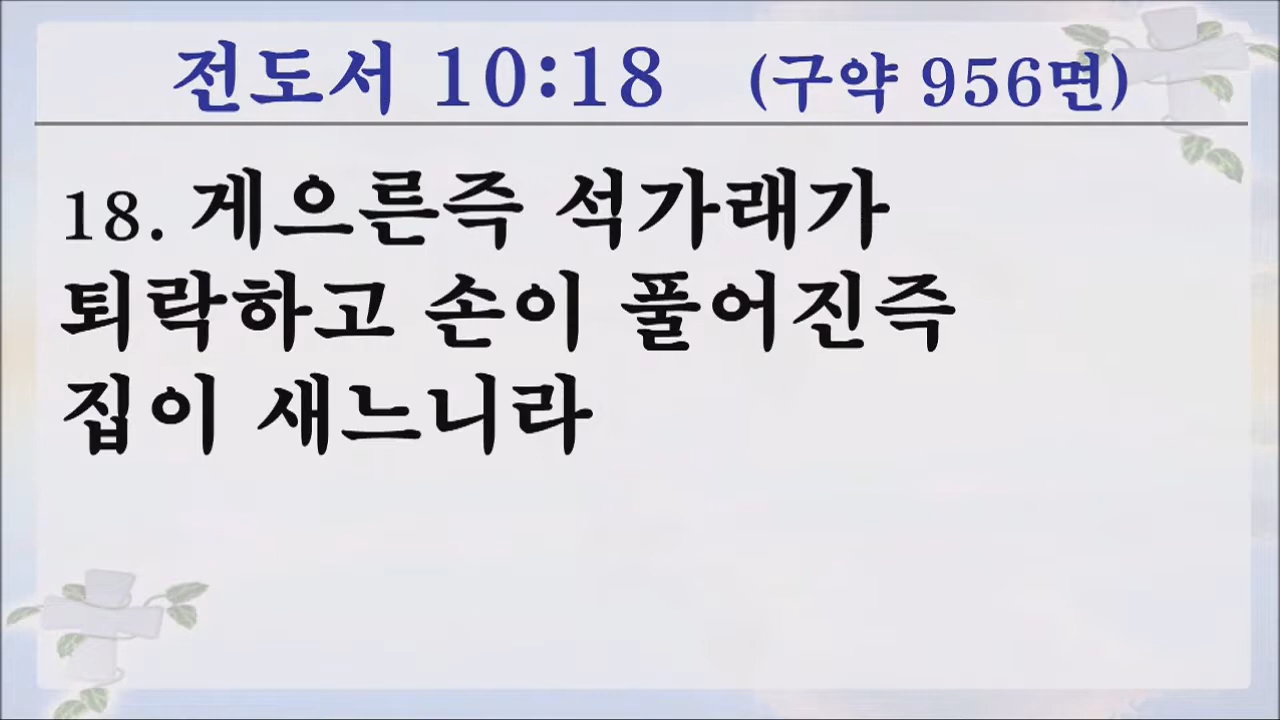 전도서 10:18 (구약 956면)
18. 게으른즉 석가래가
퇴락하고 손이 풀어진즉
집이 새느니라